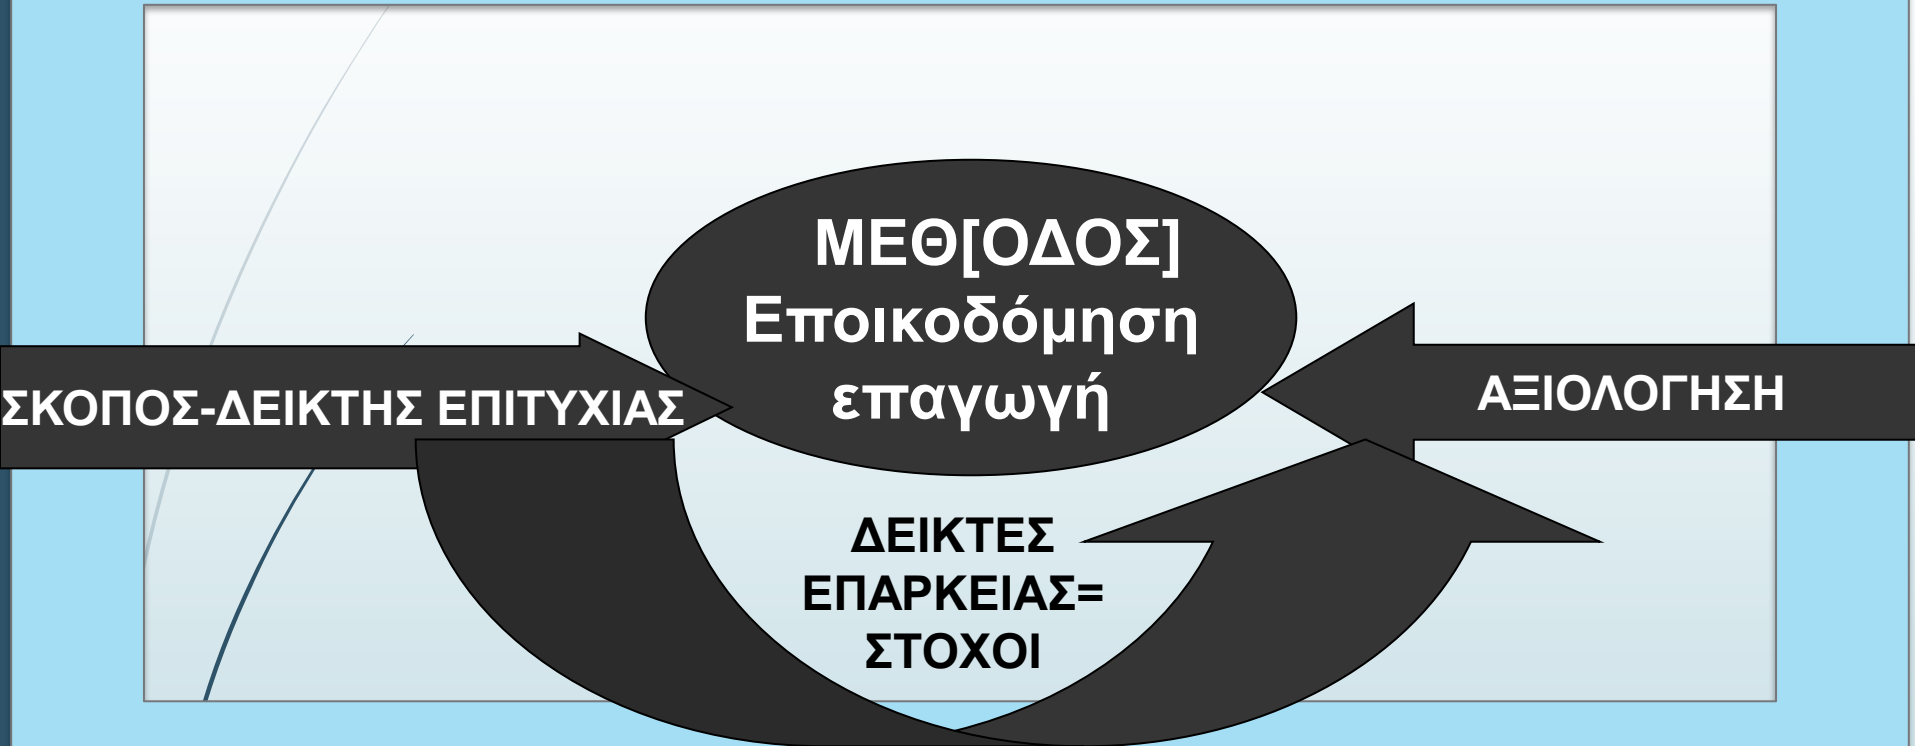 ΜΕΘ[ΟΔΟΣ]
Εποικοδόμηση
επαγωγή
ΣΚΟΠΟΣ-ΔΕΙΚΤΗΣ ΕΠΙΤΥΧΙΑΣ
ΑΞΙΟΛΟΓΗΣΗ
ΔΕΙΚΤΕΣ
ΕΠΑΡΚΕΙΑΣ=
ΣΤΟΧΟΙ